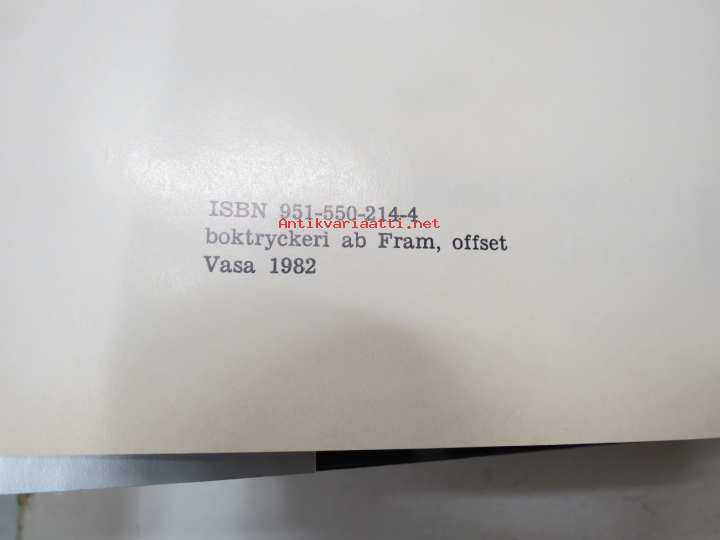 ISBN 951-550-214-4
Antikvariaatti.net
boktryckeri ab Fram, offset
Vasa 1982